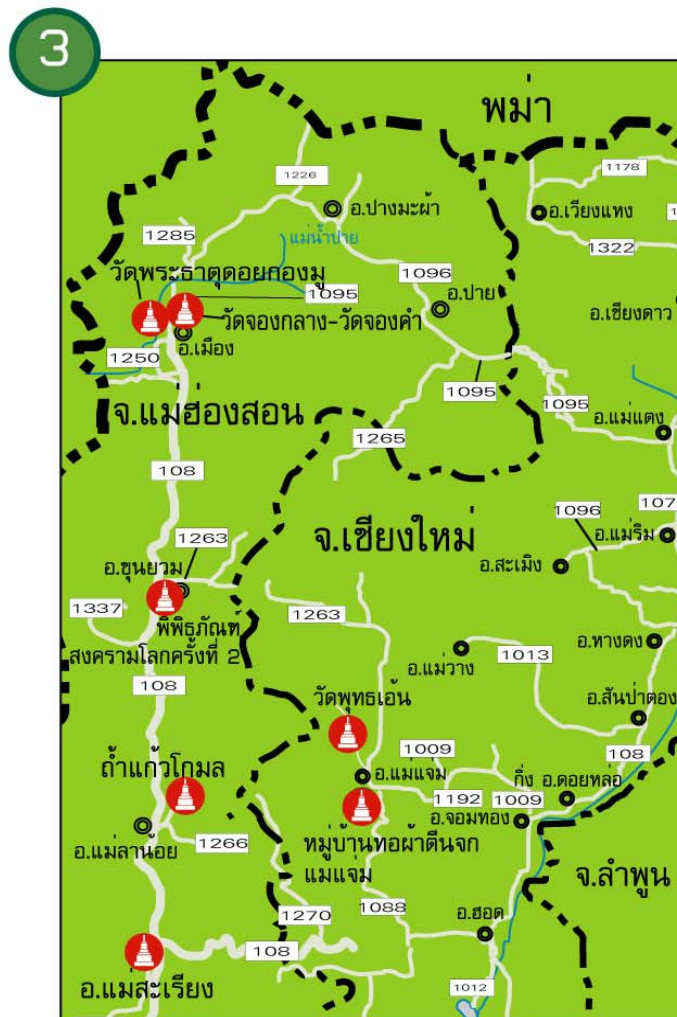 3
พม่า
1178
1226
อ.ปางมะผ้า
อ.เวียงแหง
1285
แม่น้ำปาย
1322
วัดพระธาตุดอยกองมู
1096
1095
อ.ปาย
วัดจองกลาง-วัดจองคำ
อ.เชียงดาว
อ.เมือง
1250
1095
1095
จ.แม่ฮ่องสอน
อ.แม่แตง
1265
108
107
1096
จ.เชียงใหม่
1263
อ.แม่ริม
อ.ขุนยวม
อ.สะเมิง
1337
1263
พิพิธภัณฑ์
สงครามโลกครั้งที่ 2
อ.หางดง
1013
อ.แม่วาง
108
วัดพุทธเอ้น
อ.สันป่าตอง
1009
108
ถ้ำแก้วโกมล
อ.แม่แจ่ม
กิ่ง อ.ดอยหล่อ
1192
1009
อ.จอมทอง
อ.แม่ลาน้อย
1266
หมู่บ้านทอผ้าตีนจก
แม่แจ่ม
จ.ลำพูน
1088
1270
อ.ฮอด
108
อ.แม่สะเรียง
1012